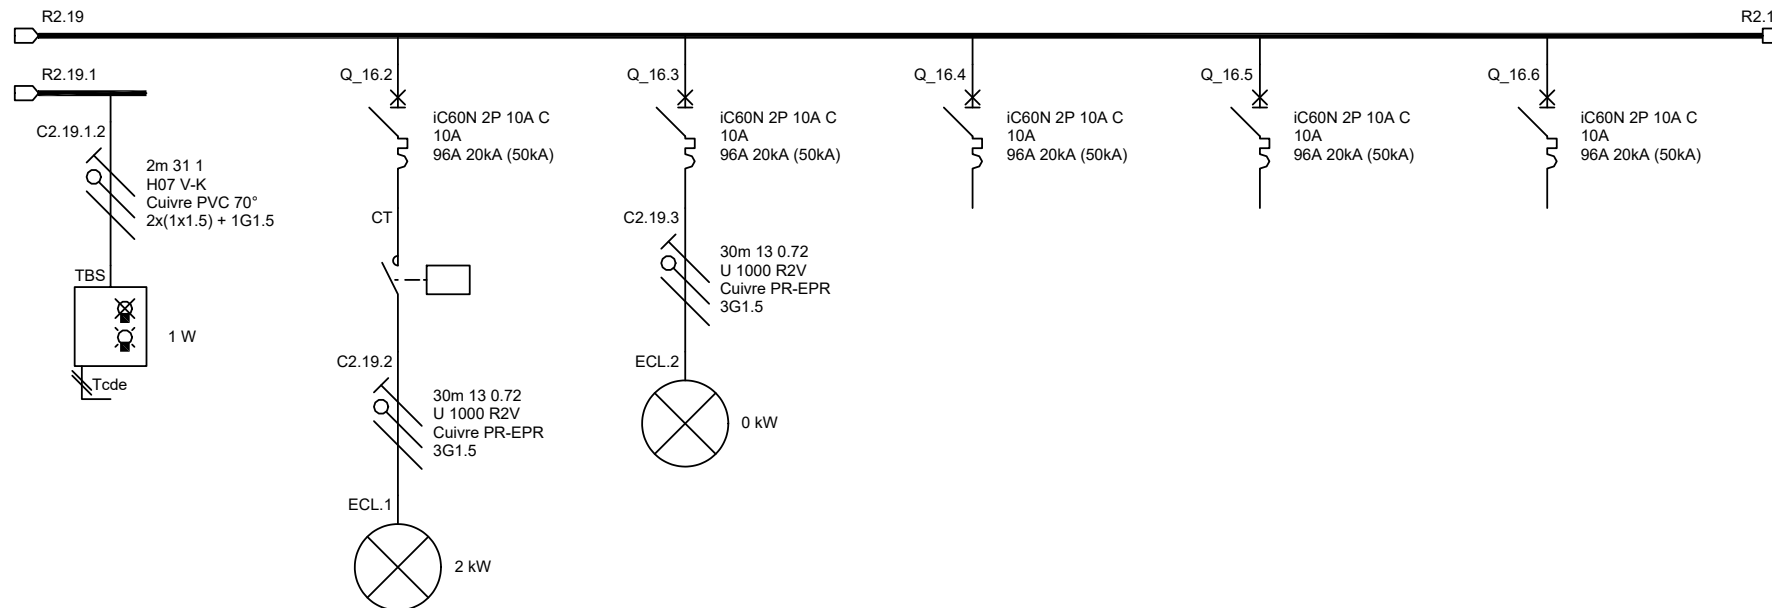 R2.19
R2.1
R2.19.1
C2.19.1.2
2m 31 1
H07 V-K
Cuivre PVC 70°
2x(1x1.5) + 1G1.5
TBS
1 W
Tcde
Q_16.2
iC60N 2P 10A C
10A
96A 20kA (50kA)
CT
C2.19.2
30m 13 0.72
U 1000 R2V
Cuivre PR-EPR
3G1.5
ECL.1
2 kW
Q_16.3
iC60N 2P 10A C
10A
96A 20kA (50kA)
C2.19.3
30m 13 0.72
U 1000 R2V
Cuivre PR-EPR
3G1.5
ECL.2
0 kW
Q_16.4
iC60N 2P 10A C
10A
96A 20kA (50kA)
Q_16.5
iC60N 2P 10A C
10A
96A 20kA (50kA)
Q_16.6
iC60N 2P 10A C
10A
96A 20kA (50kA)